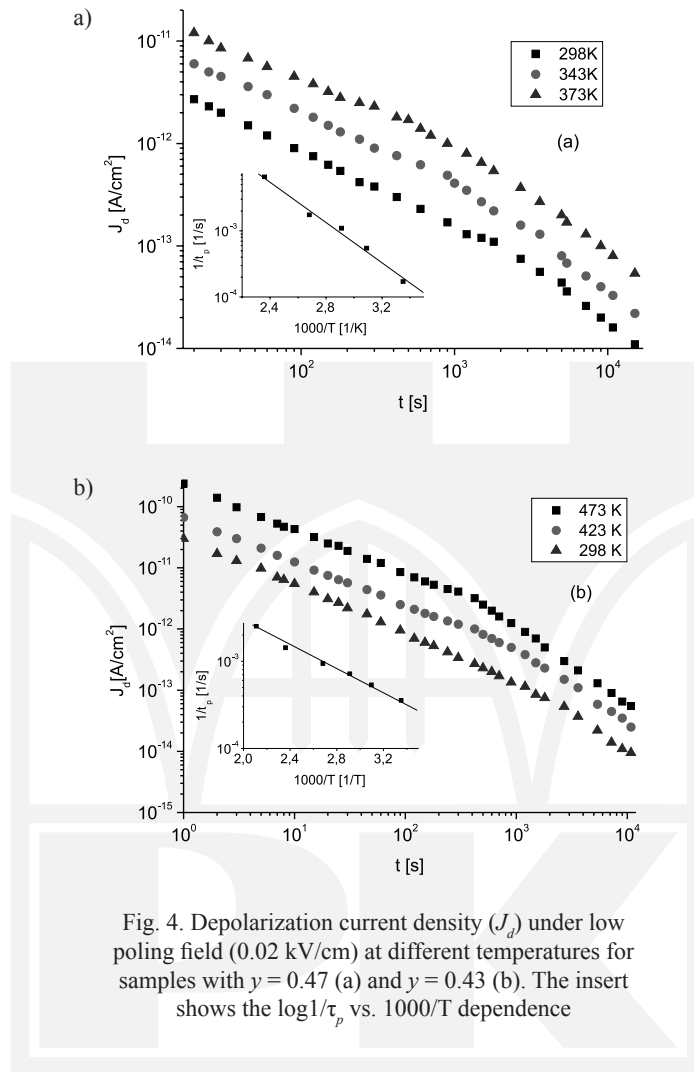 a)
10⁻¹¹
10⁻¹²
10⁻¹³
10⁻¹⁴
J_d [A/cm²]
298K
343K
373K
(a)
10⁻³
10⁻⁴
1/t_p [1/s]
2,4 2,8 3,2
1000/T [1/K]
10² 10³ 10⁴
t [s]
b)
10⁻¹⁰
10⁻¹¹
10⁻¹²
10⁻¹³
10⁻¹⁴
10⁻¹⁵
J_d[A/cm²]
473 K
423 K
298 K
(b)
10⁻³
10⁻⁴
1/t_p [1/s]
2,0 2,4 2,8 3,2
1000/T [1/T]
10⁰ 10¹ 10² 10³ 10⁴
t [s]
Fig. 4. Depolarization current density (J_d) under low
poling field (0.02 kV/cm) at different temperatures for
samples with y = 0.47 (a) and y = 0.43 (b). The insert
shows the log1/τ_p vs. 1000/T dependence
PK